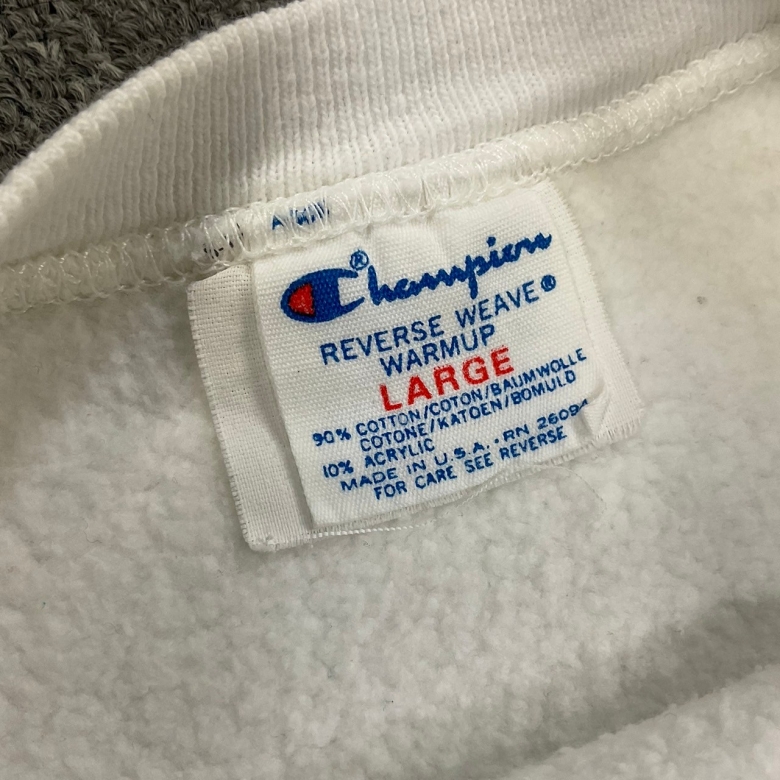 Champion®
REVERSE WEAVE®
WARMUP
LARGE
90% COTTON/COTON/BAUMWOLLE
COTONE/KATOEN/BOMULD
10% ACRYLIC
MADE IN U.S.A. · RN 26094
FOR CARE SEE REVERSE